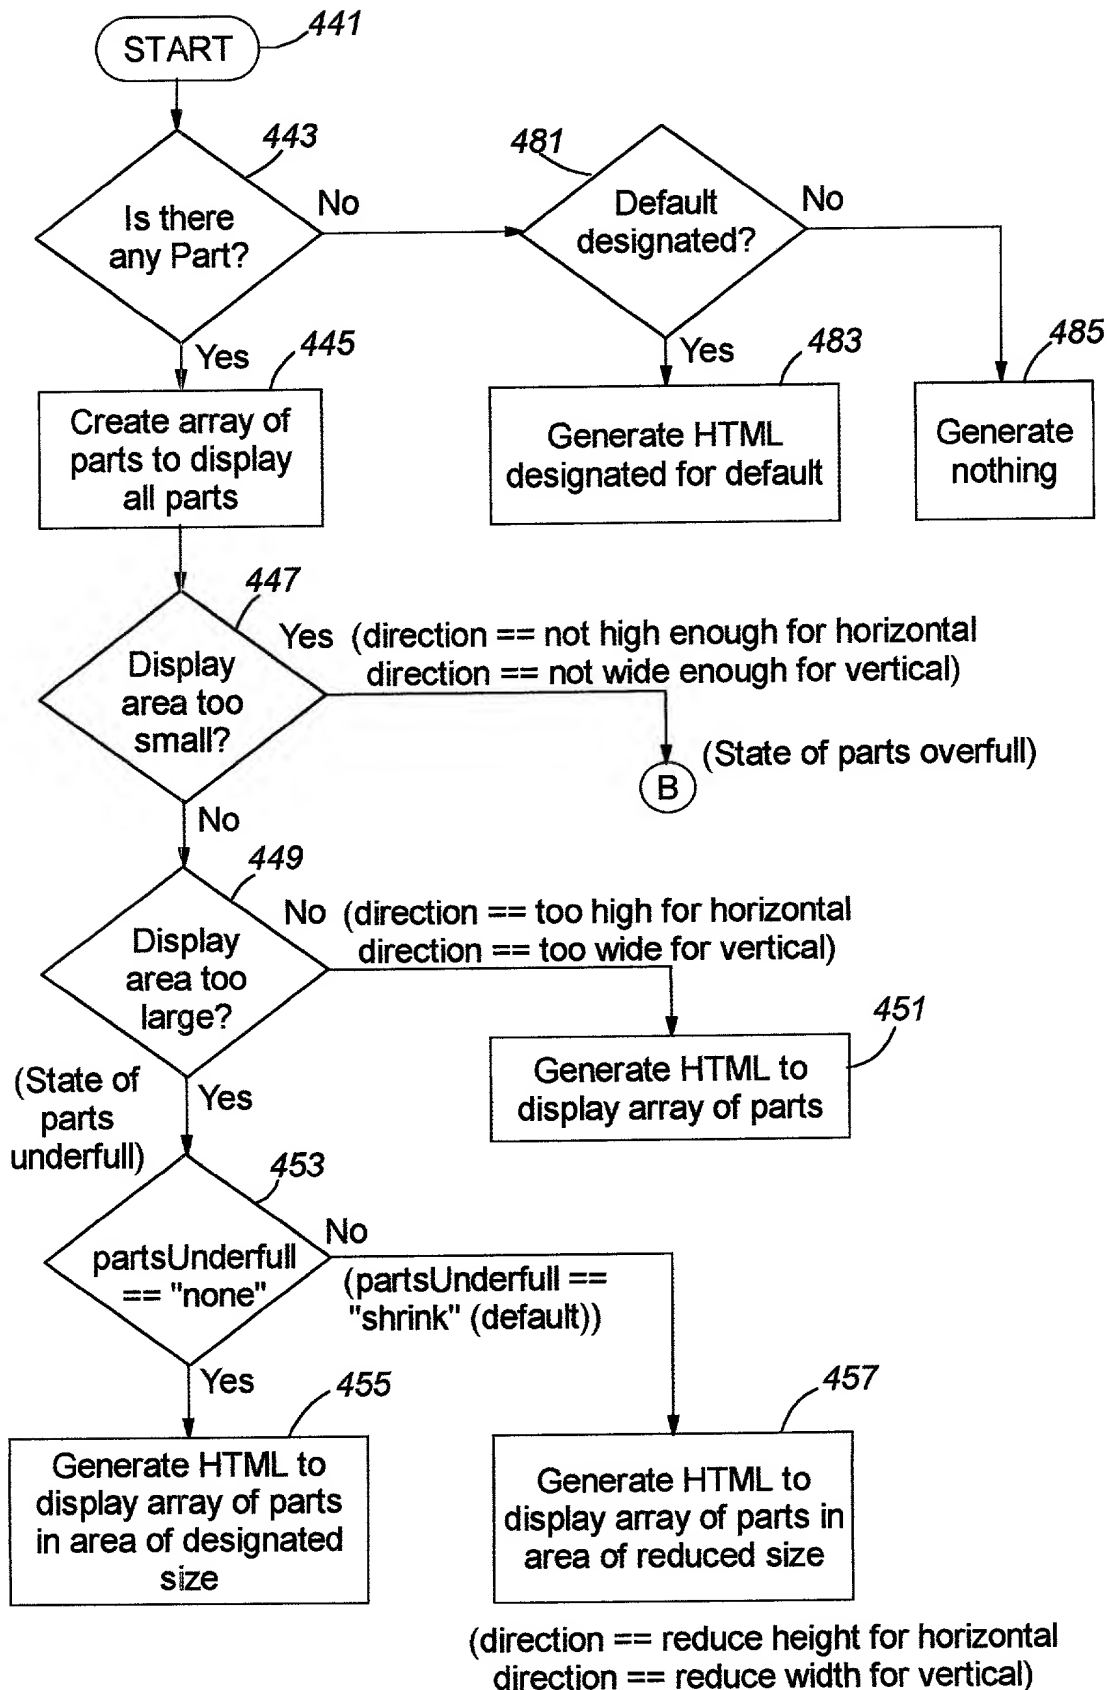 START
441
443
Is there
any Part?
No
481
Default
designated?
No
Yes
445
Create array of
parts to display
all parts
Yes
483
Generate HTML
designated for default
485
Generate
nothing
447
Display
area too
small?
Yes (direction == not high enough for horizontal
direction == not wide enough for vertical)
B
(State of parts overfull)
No
449
Display
area too
large?
No (direction == too high for horizontal
direction == too wide for vertical)
451
Generate HTML to
display array of parts
(State of
parts
underfull)
Yes
453
partsUnderfull
== "none"
No
(partsUnderfull ==
"shrink" (default))
Yes
455
Generate HTML to
display array of parts
in area of designated
size
457
Generate HTML to
display array of parts in
area of reduced size
(direction == reduce height for horizontal
direction == reduce width for vertical)